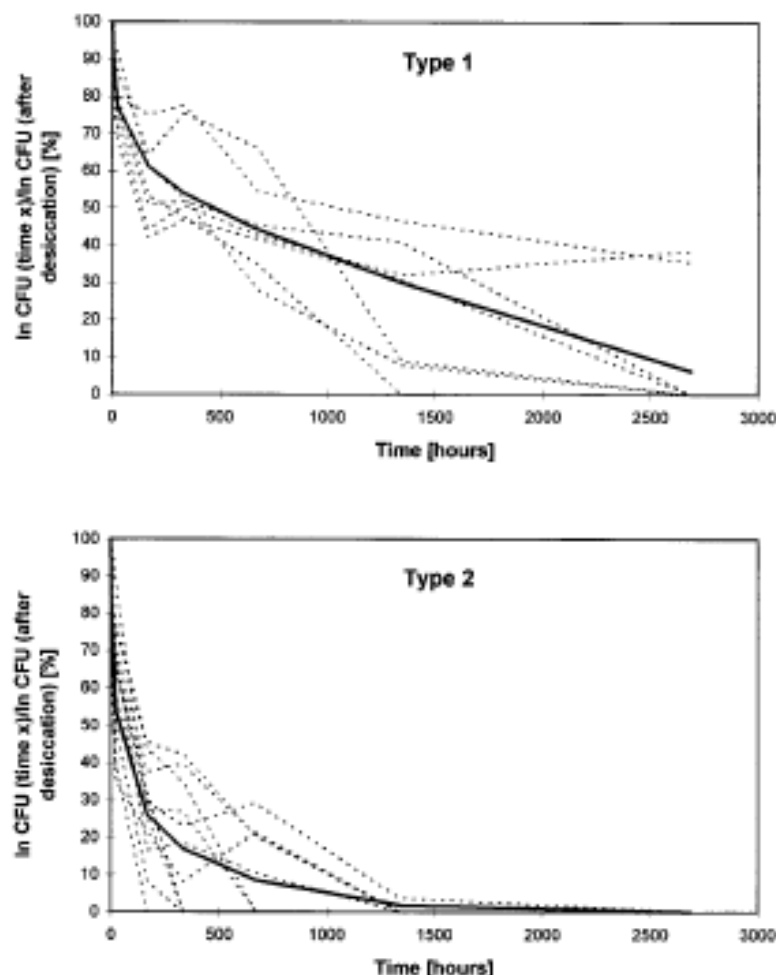 Type 1
ln CFU (time x)/ln CFU (after
desiccation) [%]
100
90
80
70
60
50
40
30
20
10
0
0 500 1000 1500 2000 2500 3000
Time [hours]
Type 2
ln CFU (time x)/ln CFU (after
desiccation) [%]
100
90
80
70
60
50
40
30
20
10
0
0 500 1000 1500 2000 2500 3000
Time [hours]